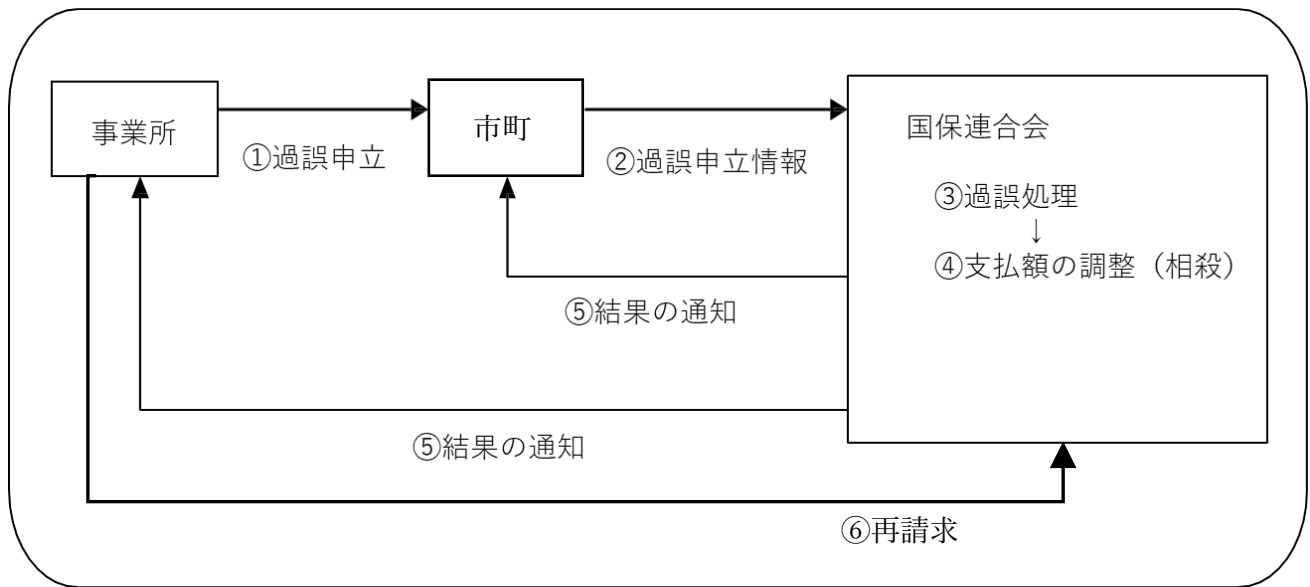 事業所
①過誤申立
市町
②過誤申立情報
国保連合会
③過誤処理
↓
④支払額の調整（相殺）
⑤結果の通知
⑤結果の通知
⑥再請求